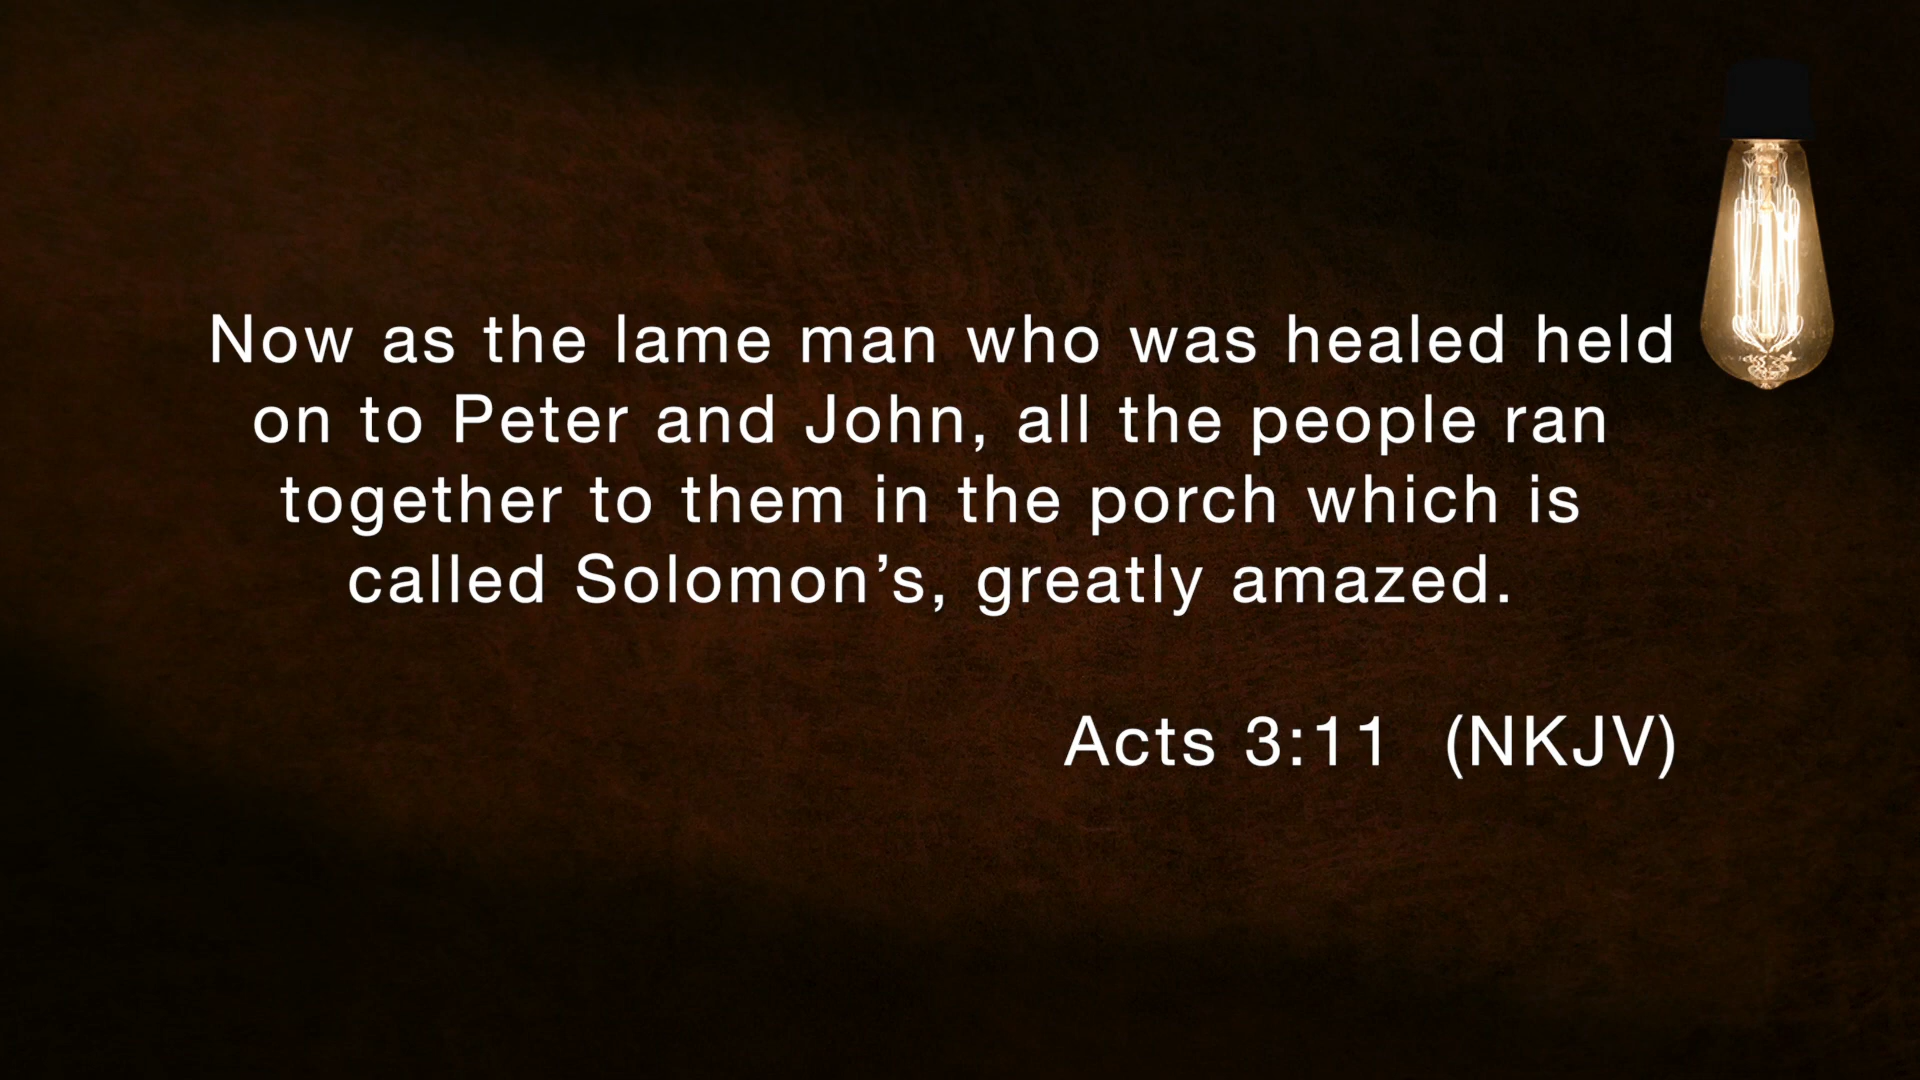 Now as the lame man who was healed held
on to Peter and John, all the people ran
together to them in the porch which is
called Solomon’s, greatly amazed.
Acts 3:11 (NKJV)